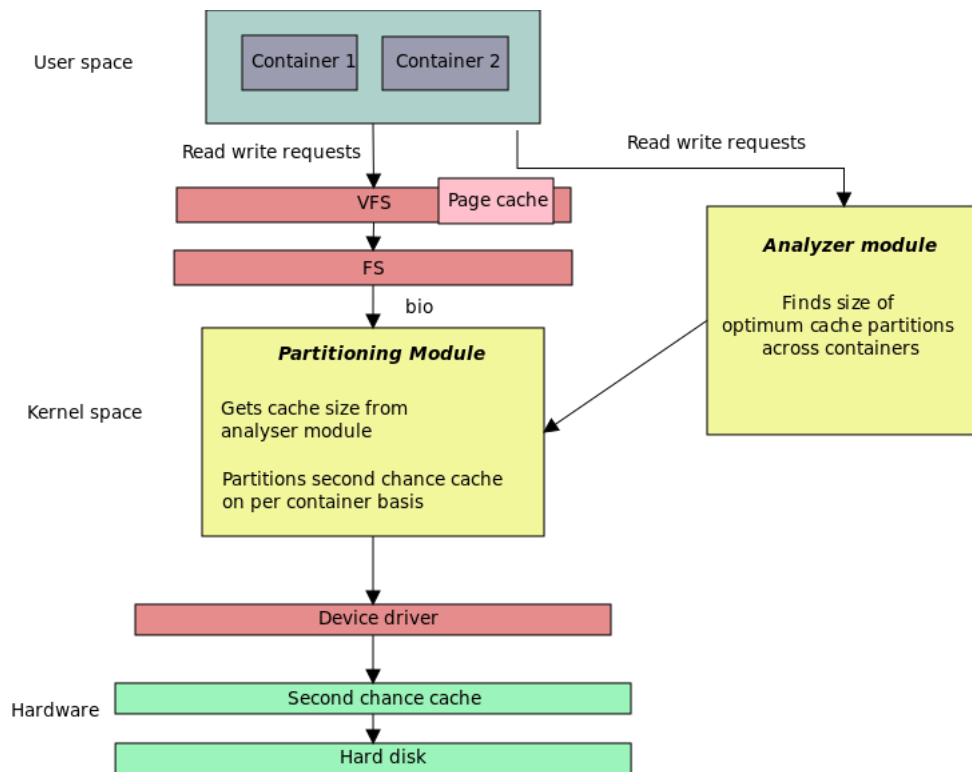 User space
Container 1
Container 2
Read write requests
Read write requests
VFS
Page cache
FS
bio
Analyzer module
Finds size of
optimum cache partitions
across containers
Kernel space
Partitioning Module
Gets cache size from
analyser module
Partitions second chance cache
on per container basis
Device driver
Hardware
Second chance cache
Hard disk